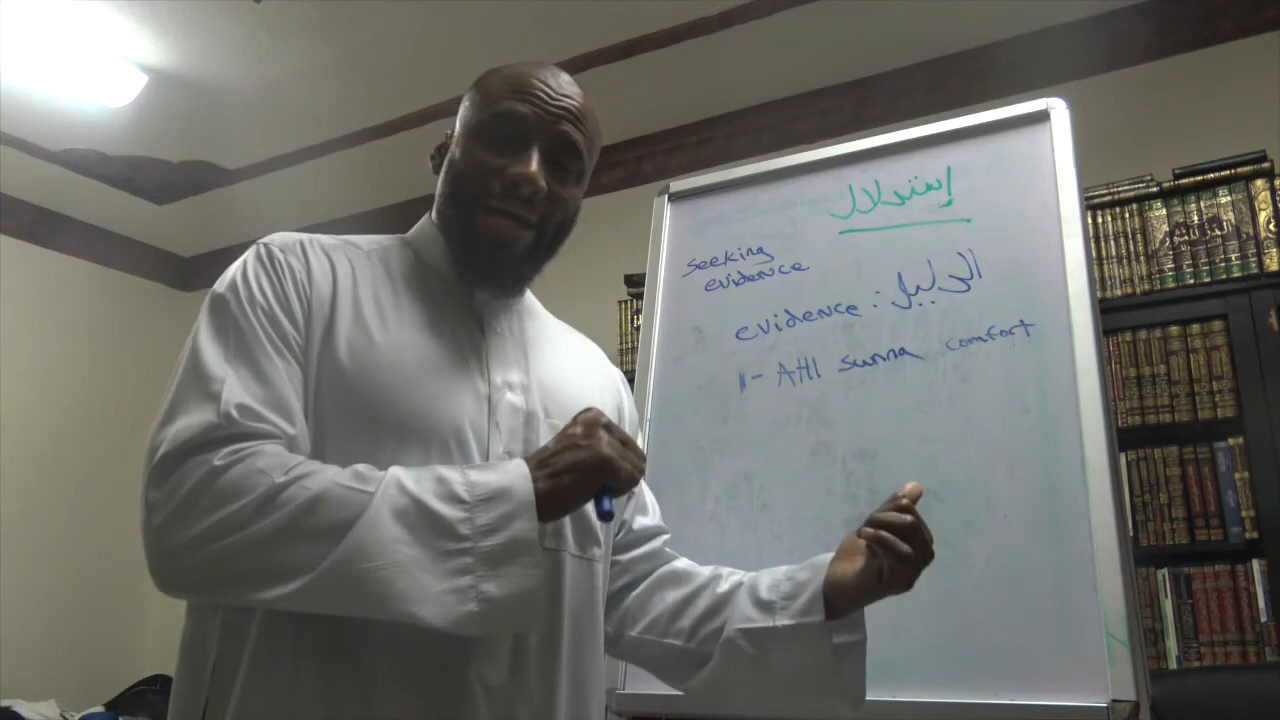 إستدلال
seeking
evidence
evidence : الدليل
1- AHl sunna comfort